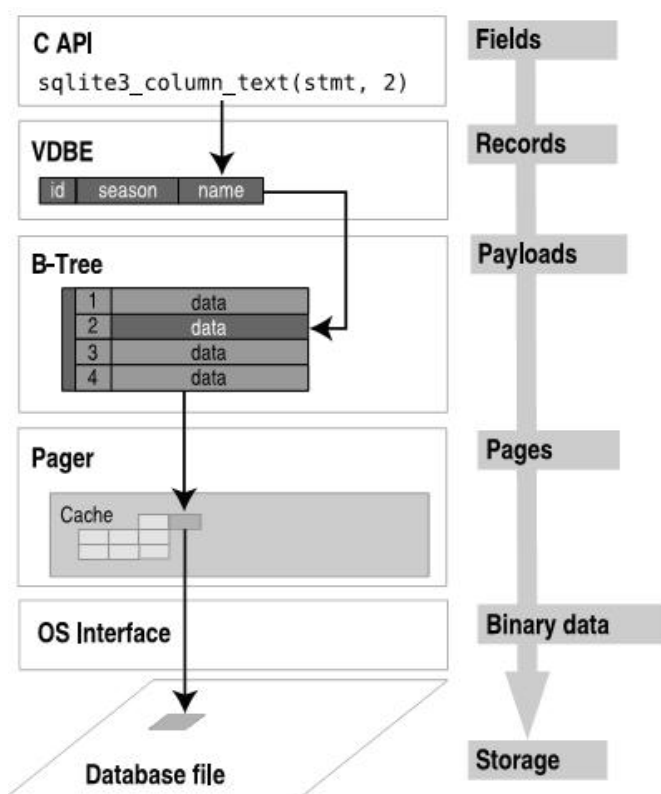 C API
sqlite3_column_text(stmt, 2)
Fields
VDBE
id season name
Records
B-Tree
1 data
2 data
3 data
4 data
Payloads
Pager
Cache
Pages
OS Interface
Binary data
Database file
Storage